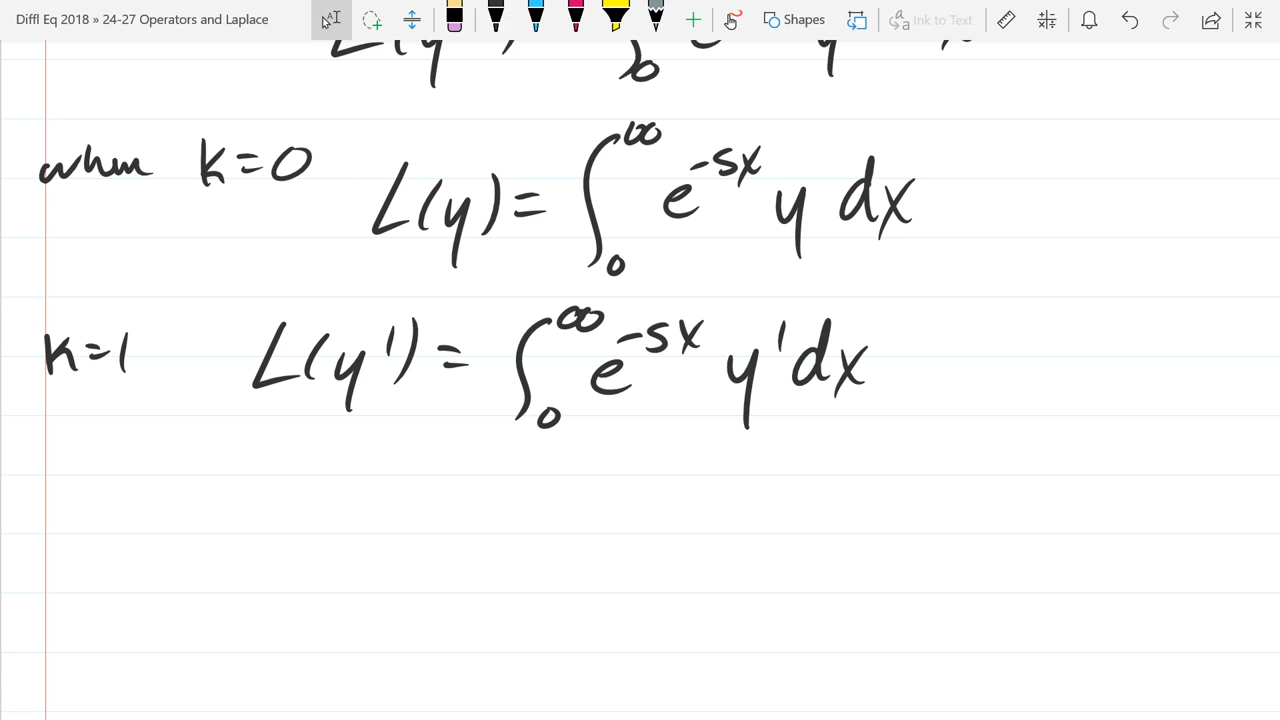 Diffl Eq 2018 » 24-27 Operators and Laplace Shapes Ink to Text
when k=0 L(y) = ∫₀^∞ e^{-sx} y dx
k=1 L(y') = ∫₀^∞ e^{-sx} y' dx